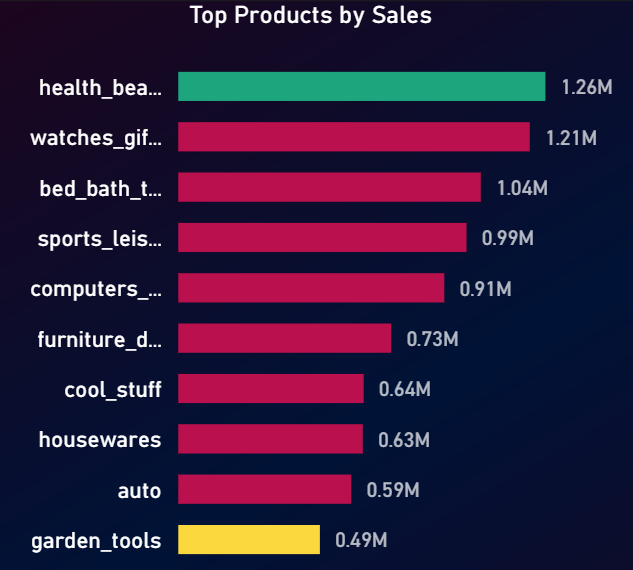 Top Products by Sales
health_bea... 1.26M
watches_gif... 1.21M
bed_bath_t... 1.04M
sports_leis... 0.99M
computers_... 0.91M
furniture_d... 0.73M
cool_stuff 0.64M
housewares 0.63M
auto 0.59M
garden_tools 0.49M